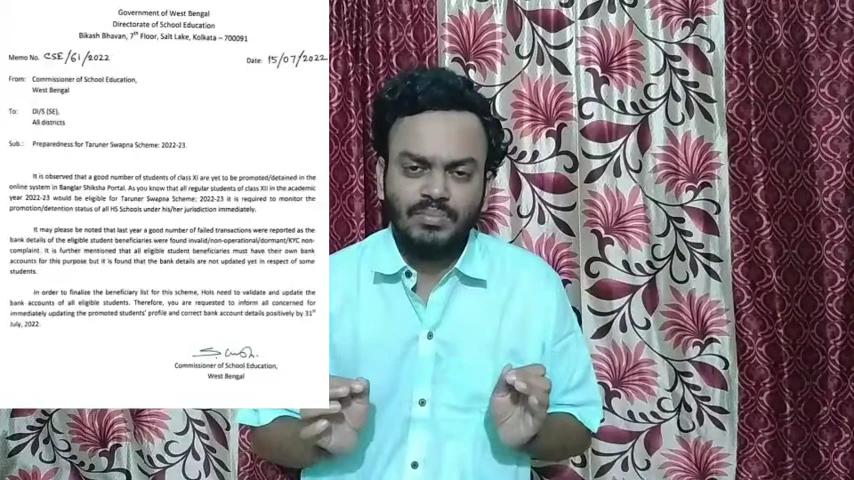 Government of West Bengal
Directorate of School Education
Bikash Bhavan, 7th Floor, Salt Lake, Kolkata – 700091
Memo No. CSE/61/2022 Date: 15/07/2022
From: Commissioner of School Education,
West Bengal
To: DI/S (SE),
All districts
Sub.: Preparedness for Taruner Swapna Scheme: 2022-23.
It is observed that a good number of students of class XI are yet to be promoted/detained in the
online system in Banglar Shiksha Portal. As you know that all regular students of class XII in the academic
year 2022-23 would be eligible for Taruner Swapna Scheme: 2022-23 it is required to monitor the
promotion/detention status of all HS Schools under his/her jurisdiction immediately.
It may please be noted that last year a good number of failed transactions were reported as the
bank details of the eligible student beneficiaries were found invalid/non-operational/dormant/KYC non-
complaint. It is further mentioned that all eligible student beneficiaries must have their own bank
accounts for this purpose but it is found that the bank details are not updated yet in respect of some
students.
In order to finalize the beneficiary list for this scheme, HoIs need to validate and update the
bank accounts of all eligible students. Therefore, you are requested to inform all concerned for
immediately updating the promoted students' profile and correct bank account details positively by 31st
July, 2022.
Commissioner of School Education,
West Bengal